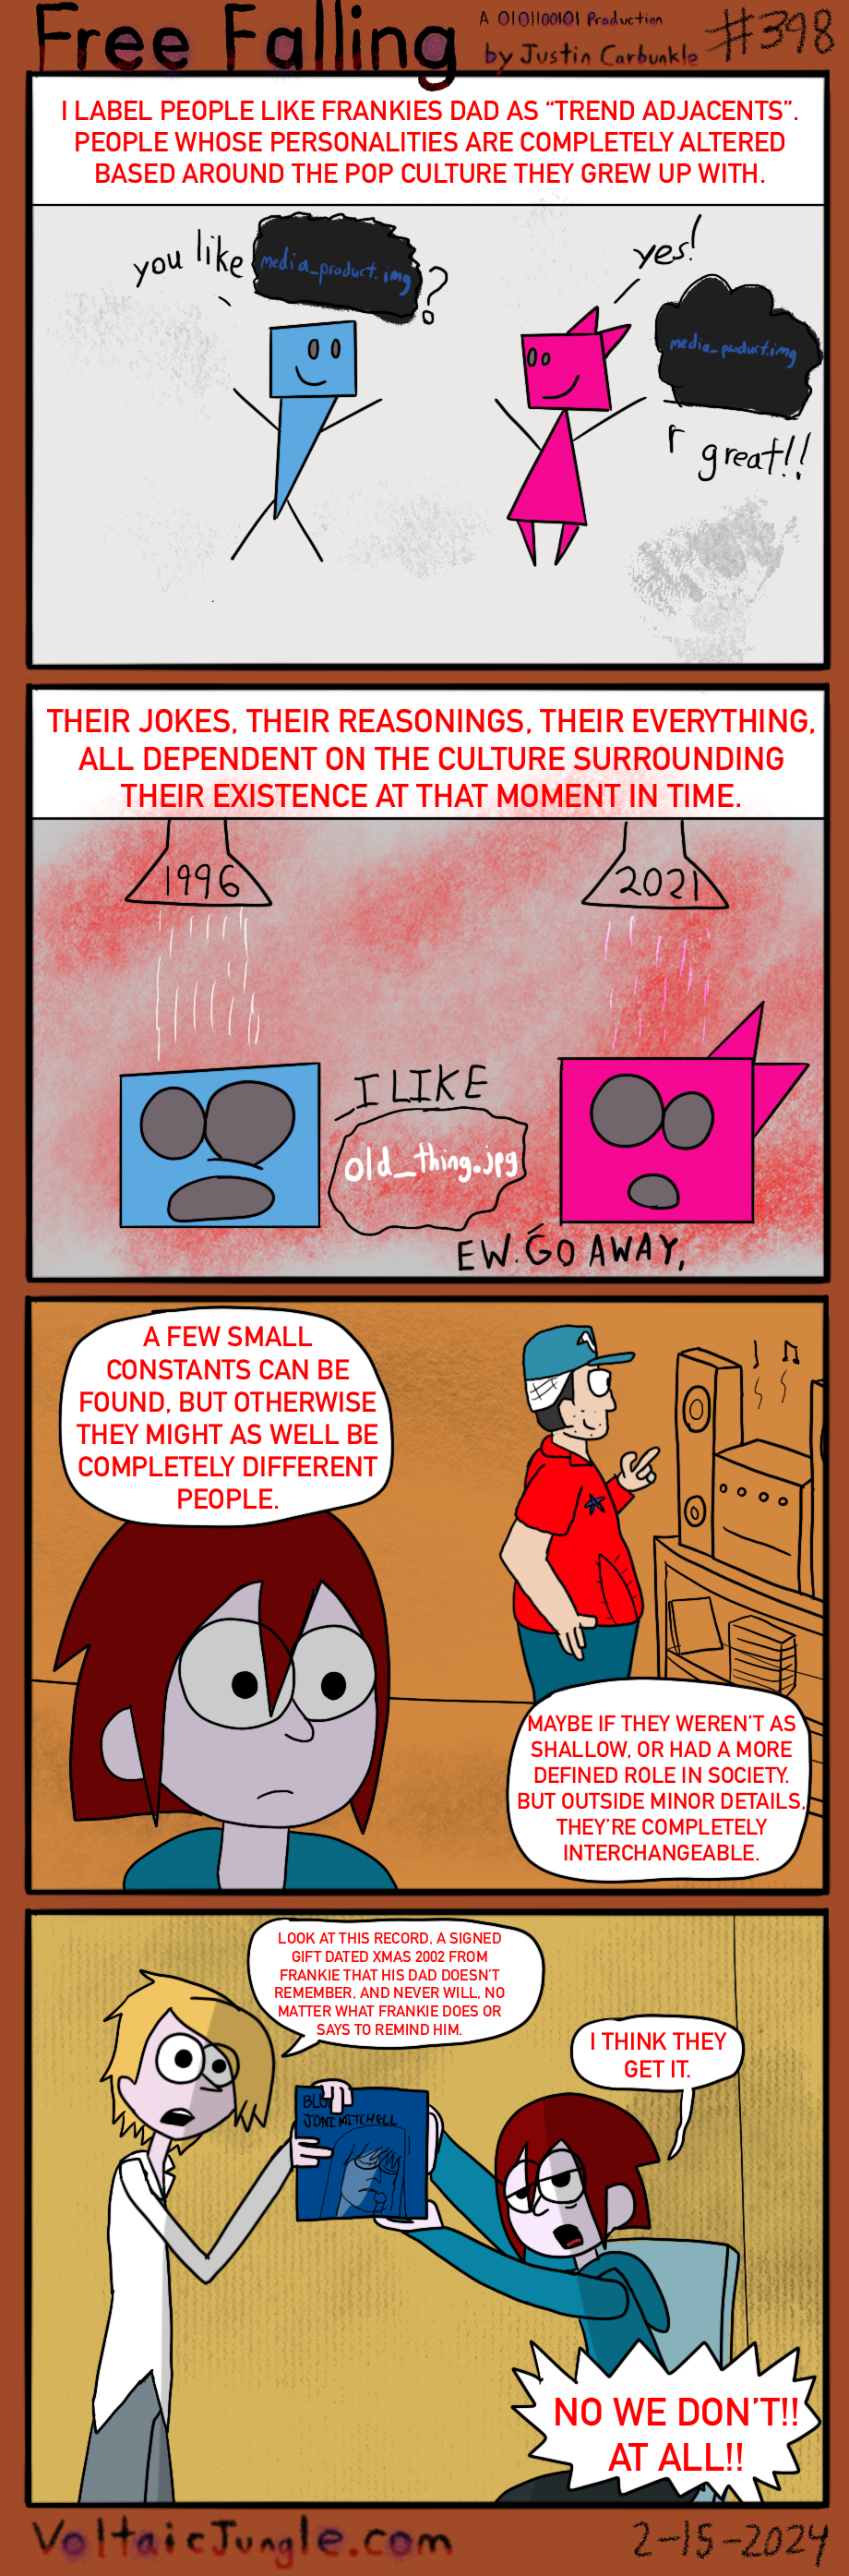 Free Falling
A 0101100101 Production
by Justin Carbunkle
#398
I LABEL PEOPLE LIKE FRANKIES DAD AS “TREND ADJACENTS”.
PEOPLE WHOSE PERSONALITIES ARE COMPLETELY ALTERED
BASED AROUND THE POP CULTURE THEY GREW UP WITH.
you like media_product.img?
yes!
media_product.img
r great!!
THEIR JOKES, THEIR REASONINGS, THEIR EVERYTHING,
ALL DEPENDENT ON THE CULTURE SURROUNDING
THEIR EXISTENCE AT THAT MOMENT IN TIME.
1996
2021
I LIKE
old_thing.jpg
EW. GO AWAY,
A FEW SMALL
CONSTANTS CAN BE
FOUND, BUT OTHERWISE
THEY MIGHT AS WELL BE
COMPLETELY DIFFERENT
PEOPLE.
MAYBE IF THEY WEREN'T AS
SHALLOW, OR HAD A MORE
DEFINED ROLE IN SOCIETY.
BUT OUTSIDE MINOR DETAILS,
THEY'RE COMPLETELY
INTERCHANGEABLE.
LOOK AT THIS RECORD, A SIGNED
GIFT DATED XMAS 2002 FROM
FRANKIE THAT HIS DAD DOESN'T
REMEMBER, AND NEVER WILL, NO
MATTER WHAT FRANKIE DOES OR
SAYS TO REMIND HIM.
I THINK THEY
GET IT.
JONI MITCHELL
NO WE DON'T!!
AT ALL!!
VoltaicJungle.com
2-15-2024